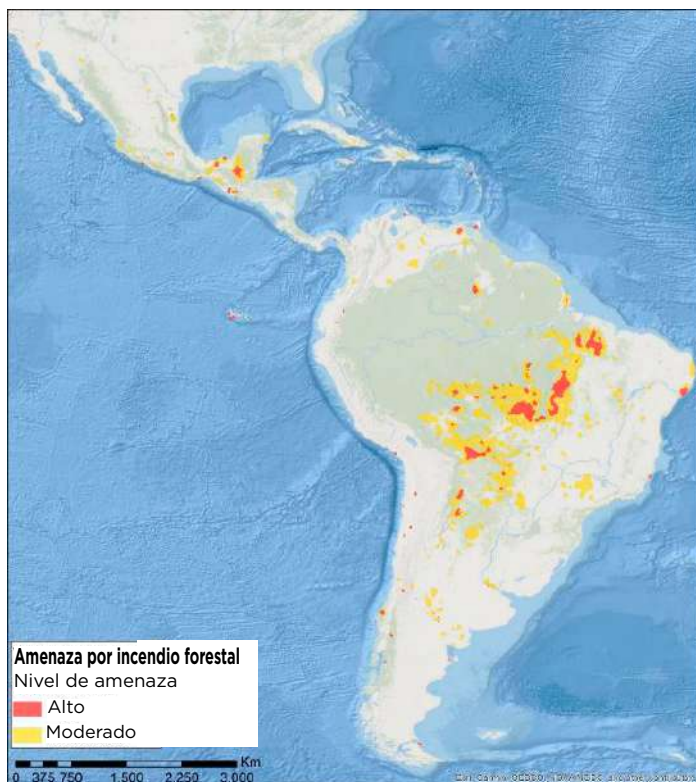 Amenaza por incendio forestal
Nivel de amenaza
Alto
Moderado
Km
0 375 750 1.500 2.250 3.000